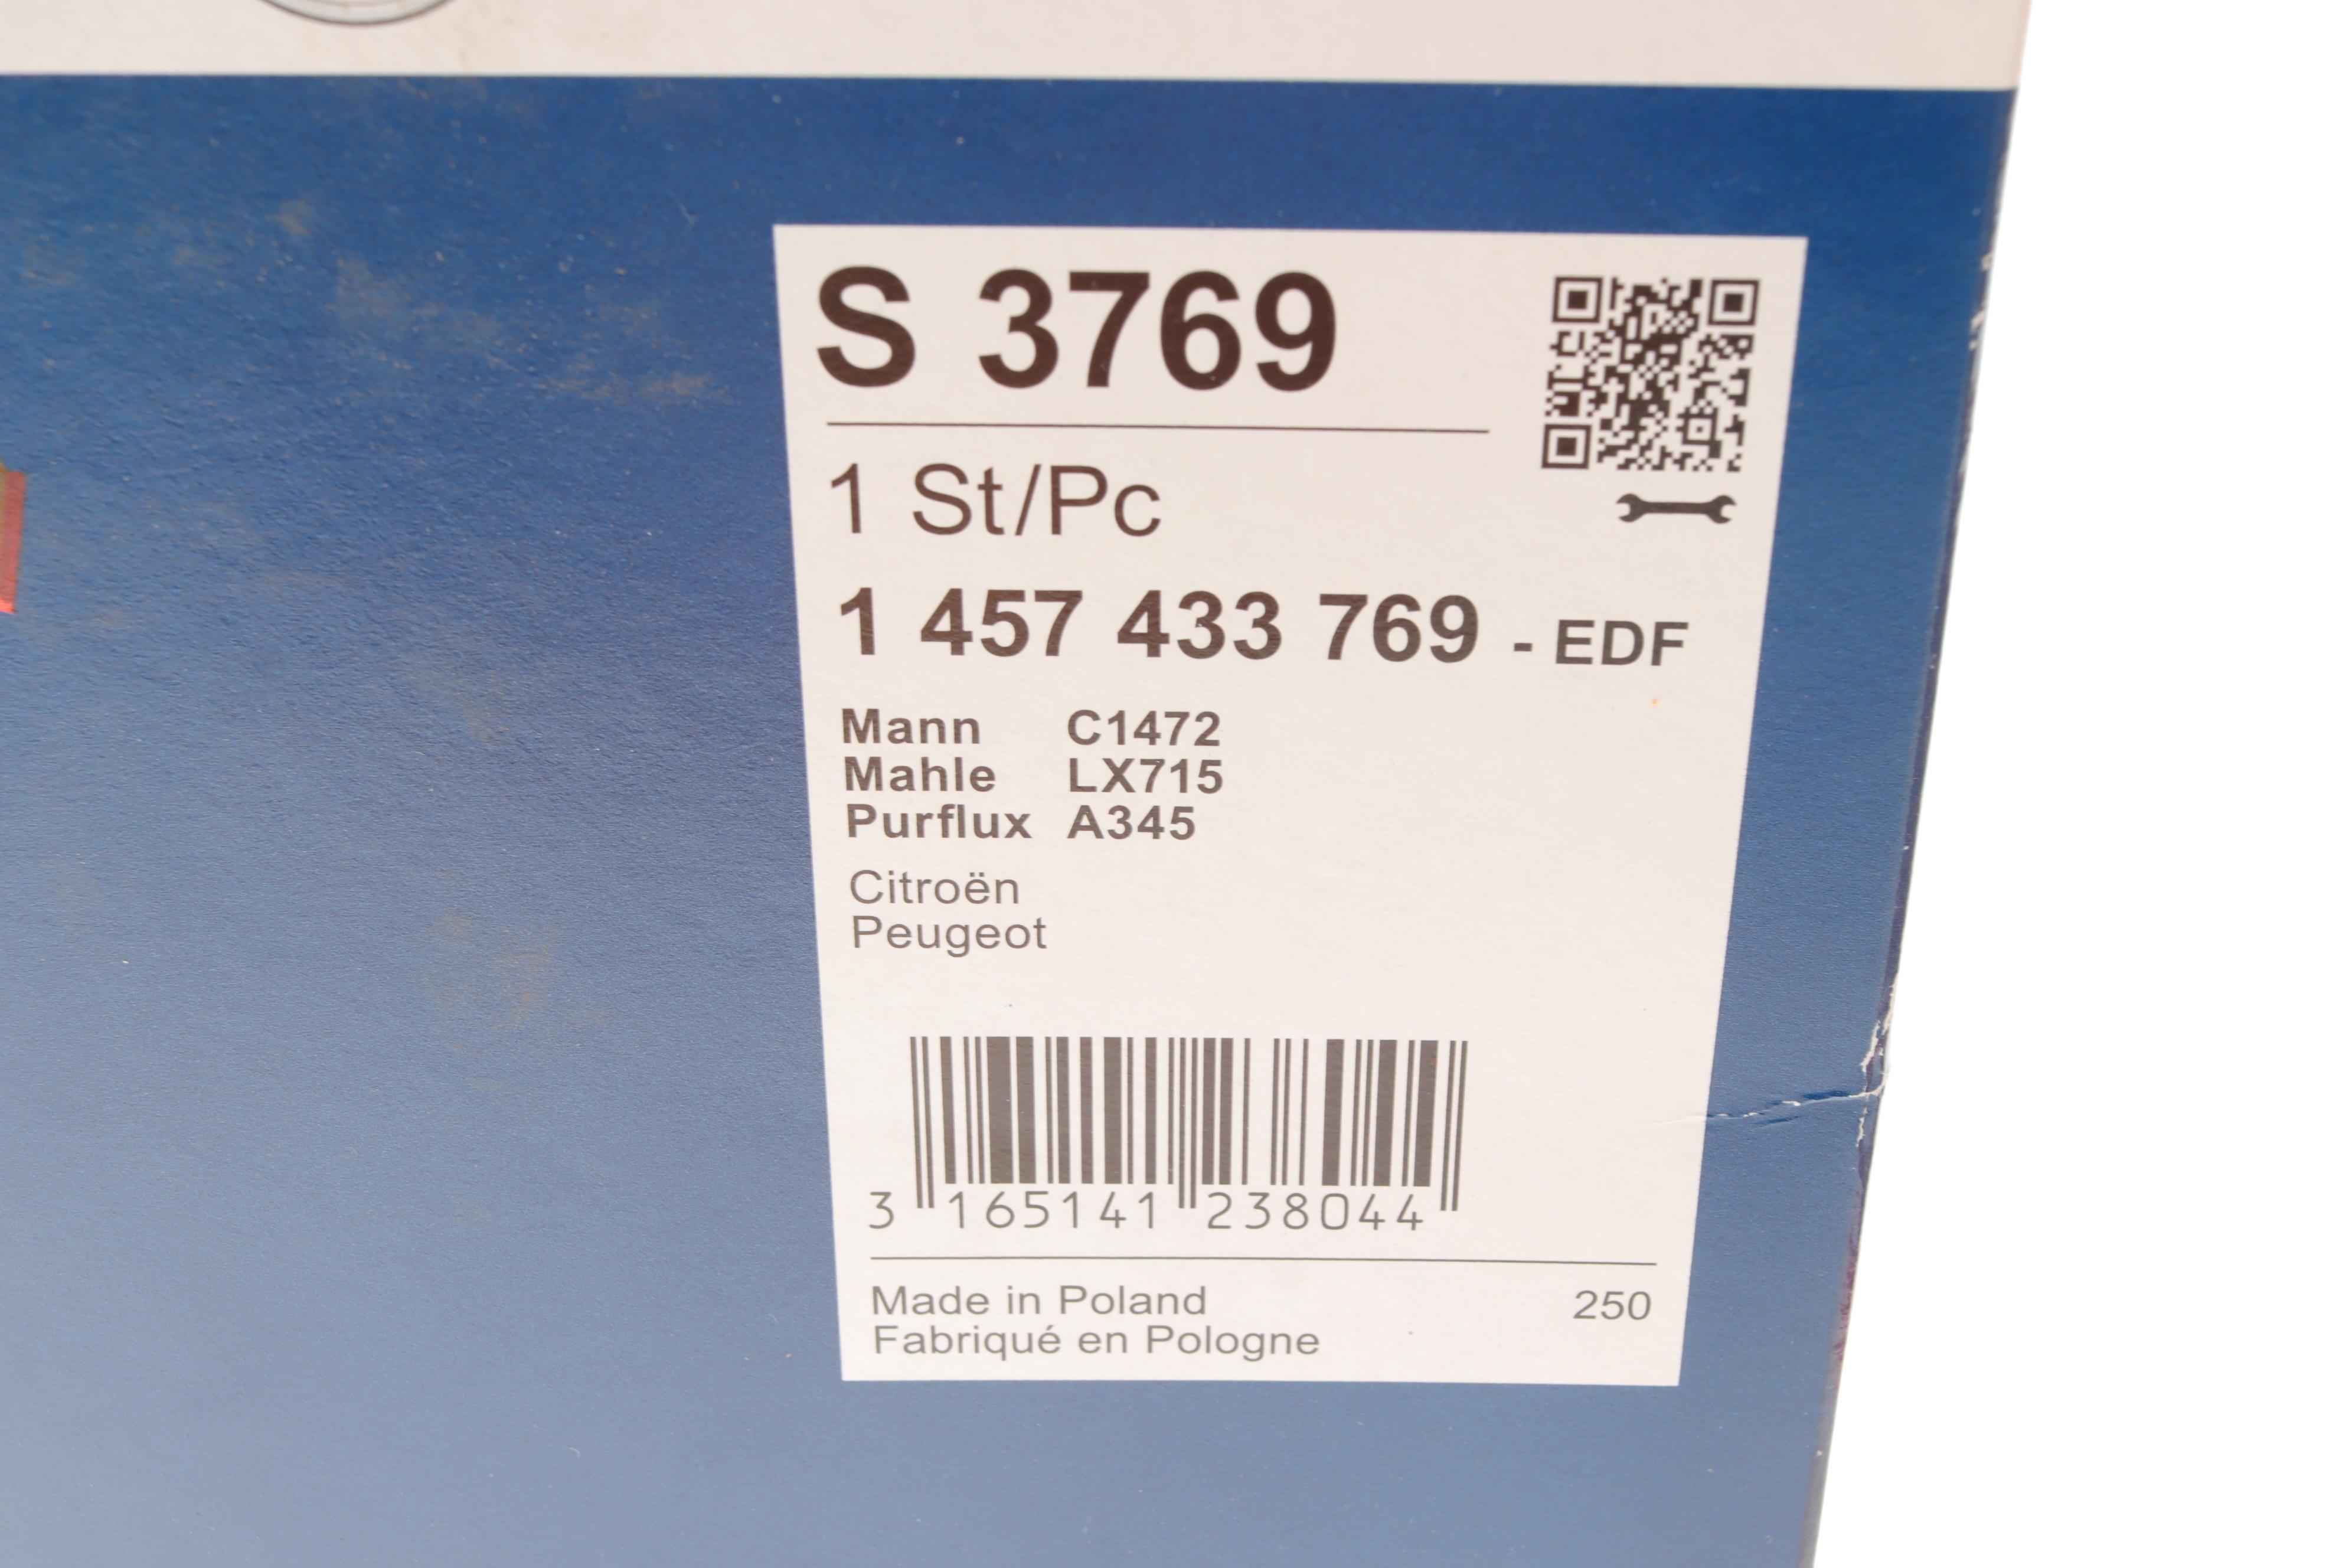 S 3769
1 St/Pc
1 457 433 769 - EDF
Mann C1472
Mahle LX715
Purflux A345
Citroën
Peugeot
3 165141 238044
Made in Poland 250
Fabriqué en Pologne